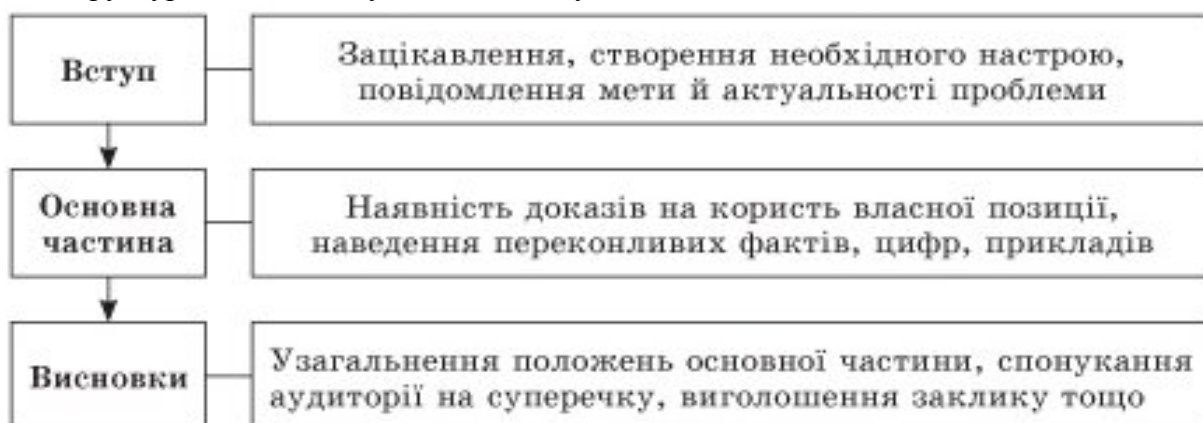 Вступ
Зацікавлення, створення необхідного настрою,
повідомлення мети й актуальності проблеми
Основна
частина
Наявність доказів на користь власної позиції,
наведення переконливих фактів, цифр, прикладів
Висновки
Узагальнення положень основної частини, спонукання
аудиторії на суперечку, виголошення заклику тощо